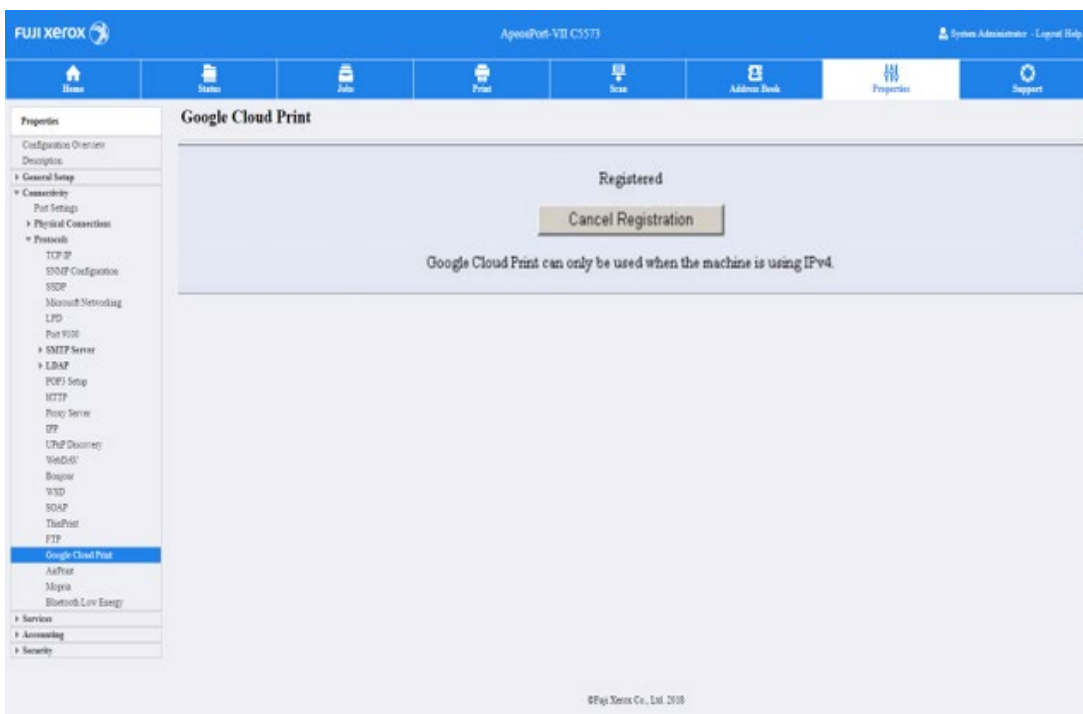 FUJI XEROX
ApeosPort-VII C5573
System Administrator - Logout Help
Home
Status
Jobs
Print
Scan
Address Book
Properties
Support
Properties
Configuration Overview
Description
General Setup
Connectivity
Port Settings
Physical Connections
Protocols
TCP/IP
SNMP Configuration
SSDP
Microsoft Networking
LPD
Port 9100
SMTP Server
LDAP
POP3 Setup
HTTP
Proxy Server
IPP
UPnP Discovery
WebDAV
Bonjour
WSD
SOAP
ThinPrint
FTP
Google Cloud Print
AirPrint
Mopria
Bluetooth Low Energy
Services
Accounting
Security
Google Cloud Print
Registered
Cancel Registration
Google Cloud Print can only be used when the machine is using IPv4.
©Fuji Xerox Co., Ltd. 2018